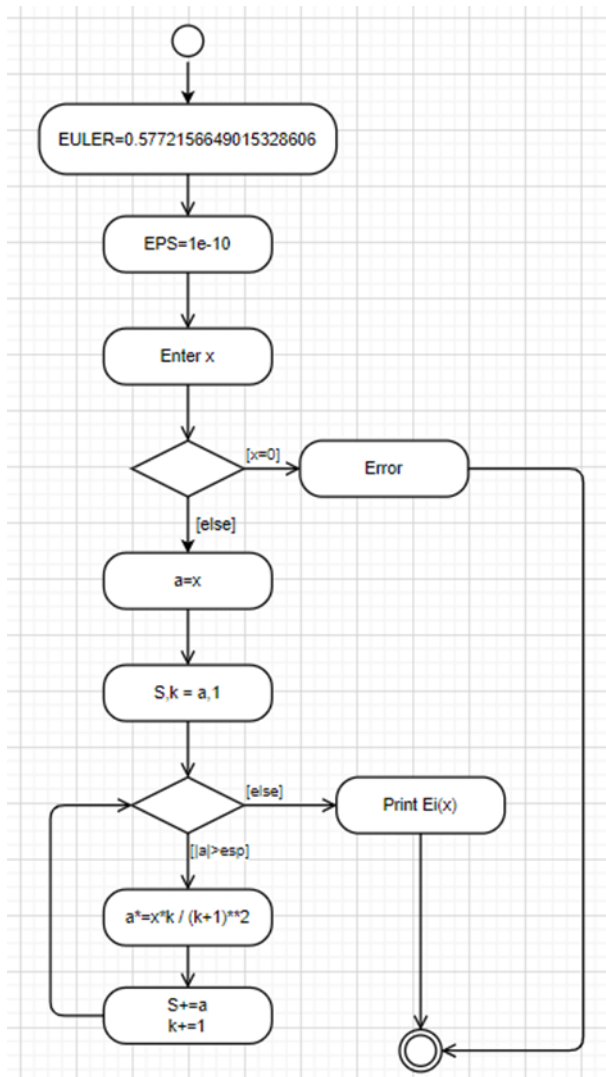 EULER=0.5772156649015328606
EPS=1e-10
Enter x
[x=0]
Error
[else]
a=x
S,k = a,1
[else]
Print Ei(x)
[|a|>esp]
a*=x*k / (k+1)**2
S+=a
k+=1